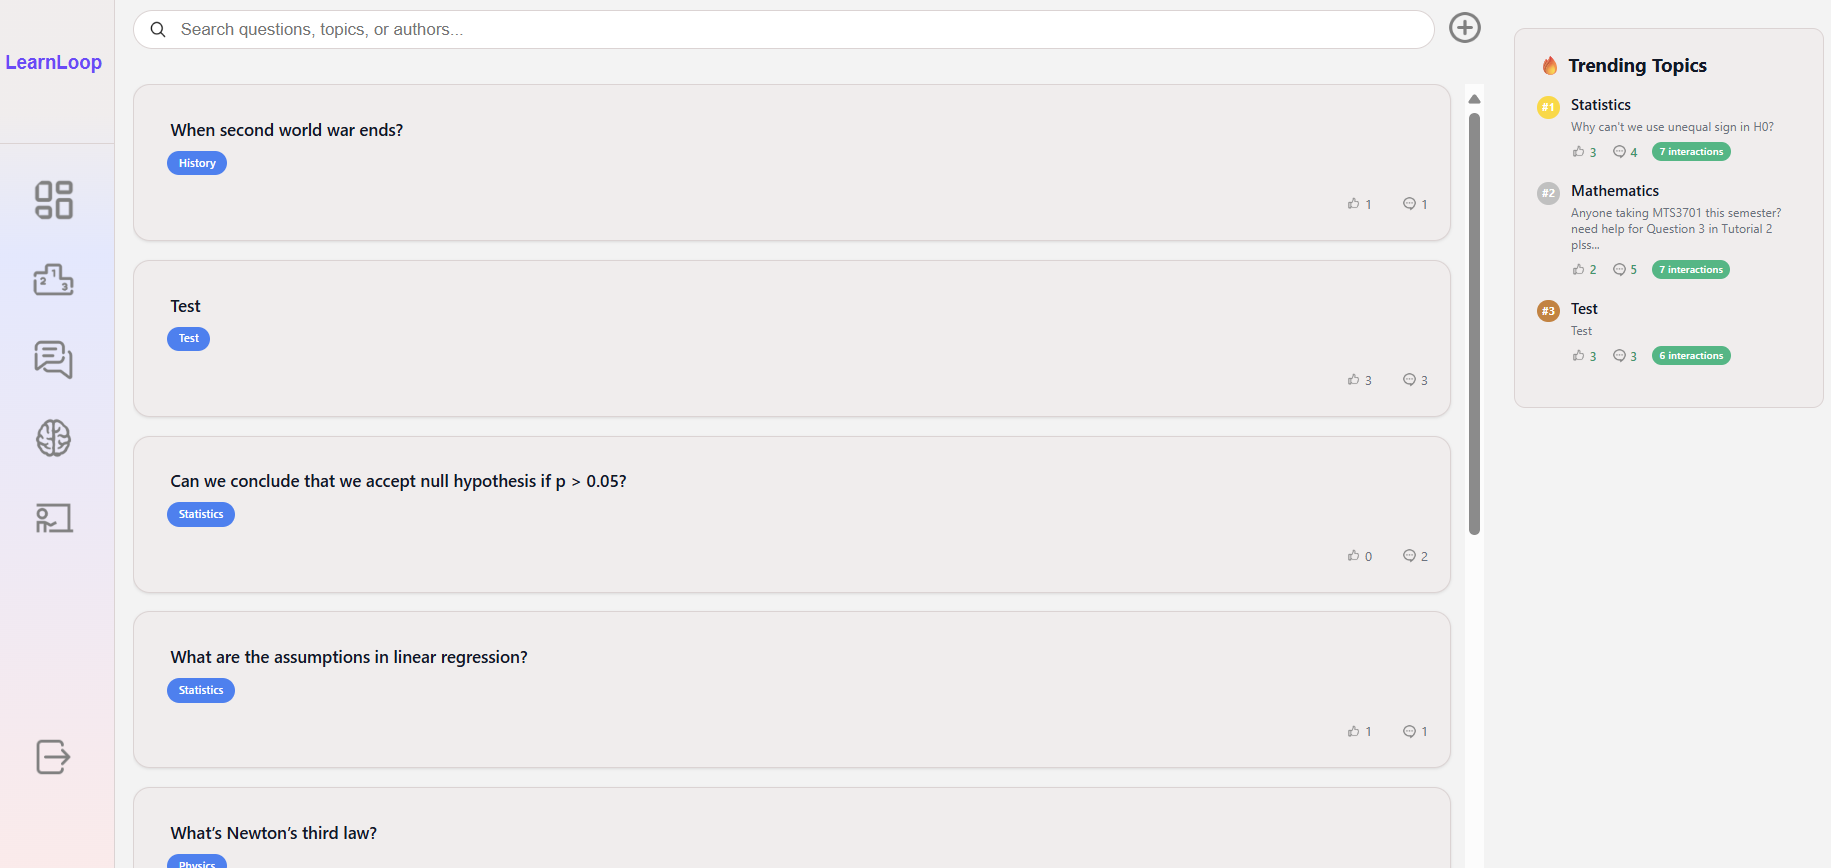 LearnLoop
Search questions, topics, or authors...
When second world war ends?
History
1 1
Test
Test
3 3
Can we conclude that we accept null hypothesis if p > 0.05?
Statistics
0 2
What are the assumptions in linear regression?
Statistics
1 1
What's Newton's third law?
Physics
🔥 Trending Topics
#1 Statistics
Why can't we use unequal sign in H0?
3 4 7 interactions
#2 Mathematics
Anyone taking MTS3701 this semester?
need help for Question 3 in Tutorial 2
plss...
2 5 7 interactions
#3 Test
Test
3 3 6 interactions
1
2
3